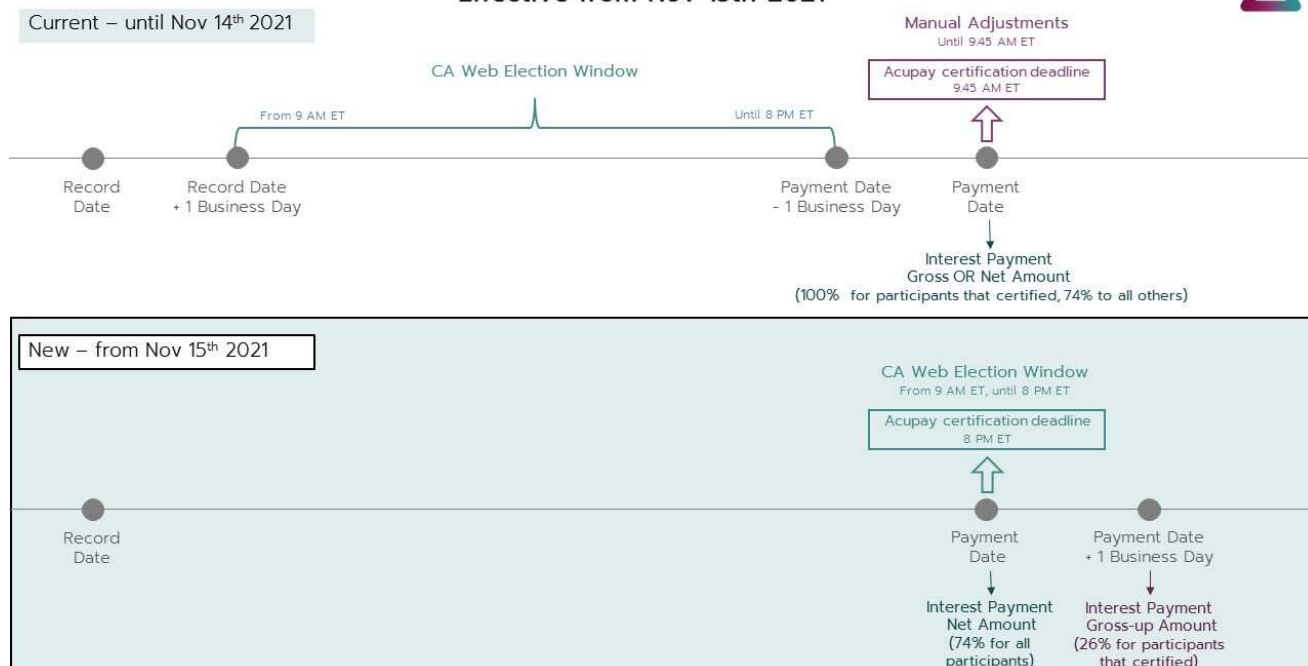 Effective from Nov 15th 2021
Current – until Nov 14th 2021
Manual Adjustments
Until 9.45 AM ET
Acupay certification deadline
9.45 AM ET
CA Web Election Window
From 9 AM ET
Until 8 PM ET
Record
Date
Record Date
+ 1 Business Day
Payment Date
- 1 Business Day
Payment
Date
Interest Payment
Gross OR Net Amount
(100% for participants that certified, 74% to all others)
New – from Nov 15th 2021
CA Web Election Window
From 9 AM ET, until 8 PM ET
Acupay certification deadline
8 PM ET
Record
Date
Payment
Date
Payment Date
+ 1 Business Day
Interest Payment
Net Amount
(74% for all
participants)
Interest Payment
Gross-up Amount
(26% for participants
that certified)